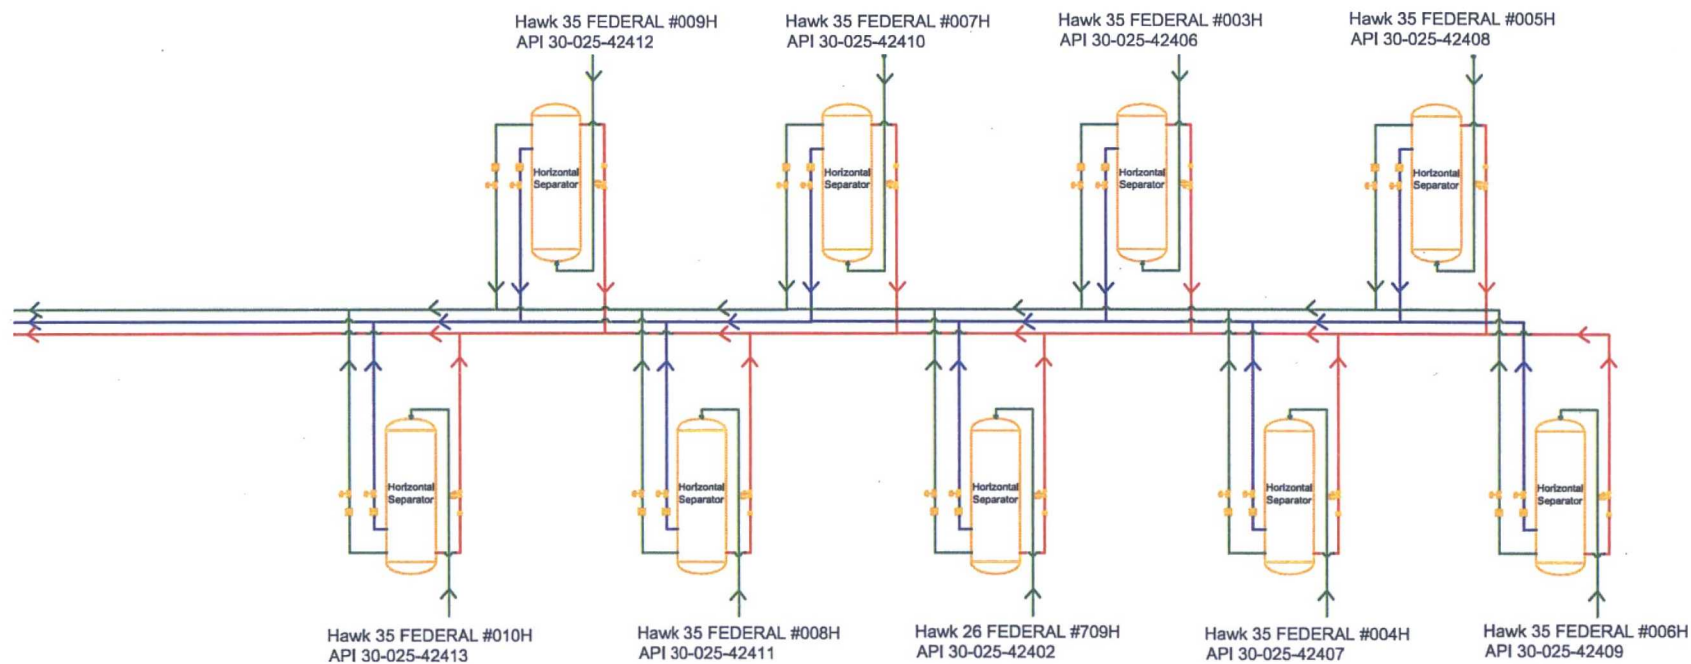 Hawk 35 FEDERAL #009H
API 30-025-42412
Hawk 35 FEDERAL #007H
API 30-025-42410
Hawk 35 FEDERAL #003H
API 30-025-42406
Hawk 35 FEDERAL #005H
API 30-025-42408
Horizontal
Separator
Horizontal
Separator
Horizontal
Separator
Horizontal
Separator
Horizontal
Separator
Horizontal
Separator
Horizontal
Separator
Horizontal
Separator
Horizontal
Separator
Hawk 35 FEDERAL #010H
API 30-025-42413
Hawk 35 FEDERAL #008H
API 30-025-42411
Hawk 26 FEDERAL #709H
API 30-025-42402
Hawk 35 FEDERAL #004H
API 30-025-42407
Hawk 35 FEDERAL #006H
API 30-025-42409